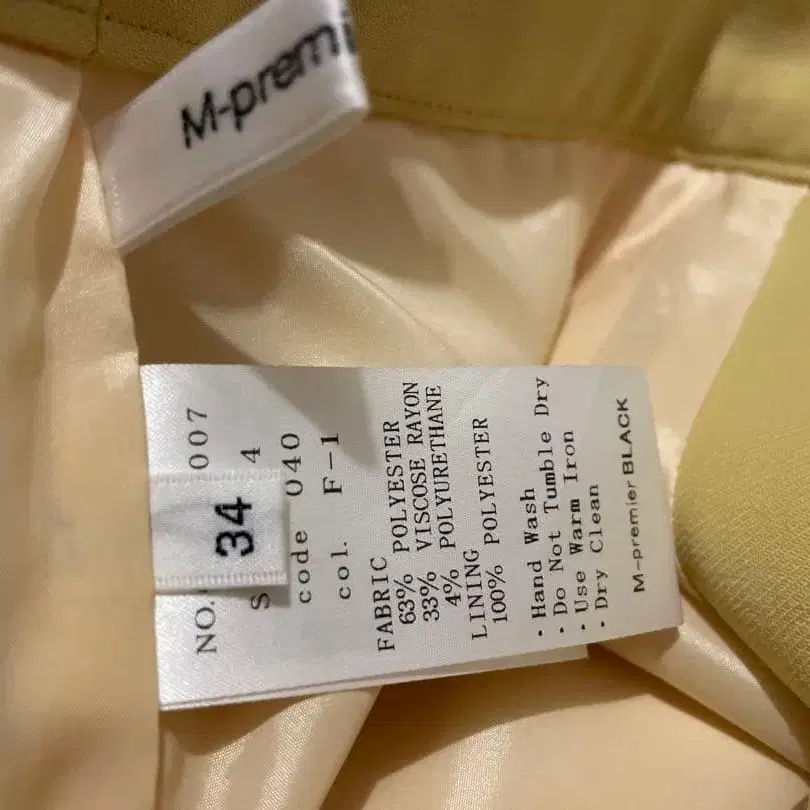 M-premi
34
NO. 007
S 4
code 040
col. F-1
FABRIC
63% POLYESTER
33% VISCOSE RAYON
4% POLYURETHANE
LINING
100% POLYESTER
・Hand Wash
・Do Not Tumble Dry
・Use Warm Iron
・Dry Clean
M-premier BLACK